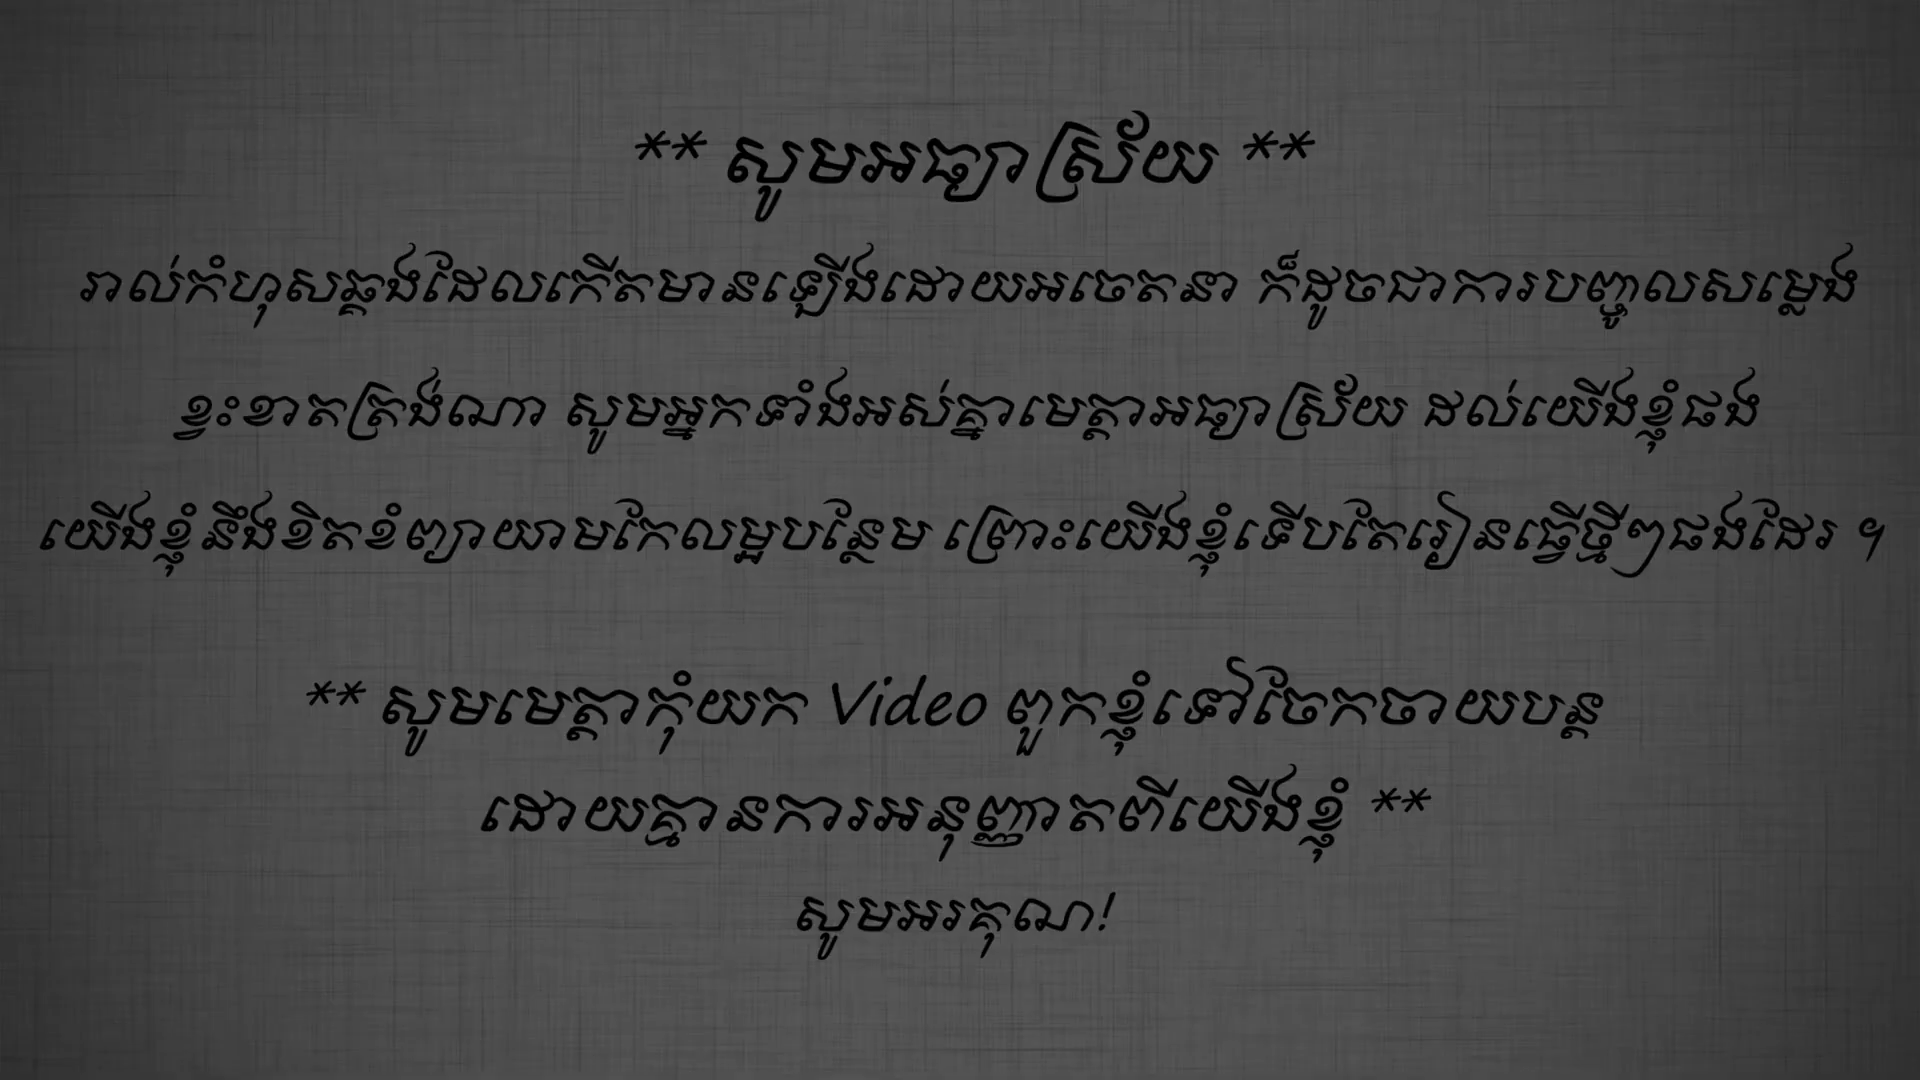 ** សូមអធ្យាស្រ័យ **
រាល់កំហុសឆ្គងដែលកើតមានឡើងដោយអចេតនា ក៏ដូចជាការបញ្ចូលសម្លេង
ខ្វះខាតត្រង់ណា សូមអ្នកទាំងអស់គ្នាមេត្តាអធ្យាស្រ័យ ដល់យើងខ្ញុំផង
យើងខ្ញុំនឹងខិតខំព្យាយាមកែលម្អបន្ថែម ព្រោះយើងខ្ញុំទើបតែរៀនធ្វើថ្មីៗផងដែរ ។
** សូមមេត្តាកុំយក Video ពួកខ្ញុំទៅចែកចាយបន្ត
ដោយគ្មានការអនុញ្ញាតពីយើងខ្ញុំ **
សូមអរគុណ!